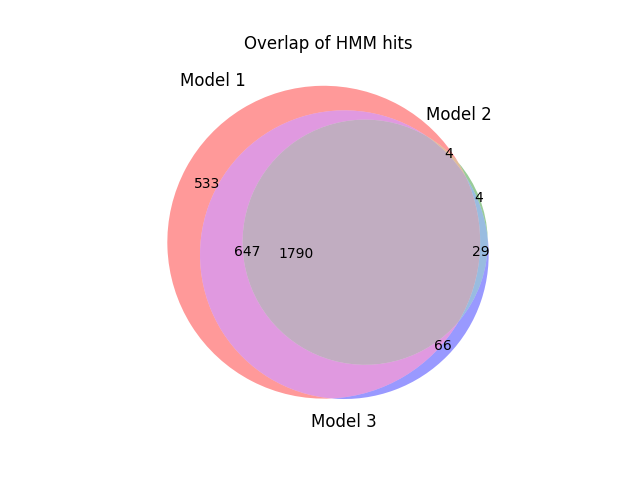 Overlap of HMM hits
Model 1
Model 2
4
533
4
647
1790
29
66
Model 3